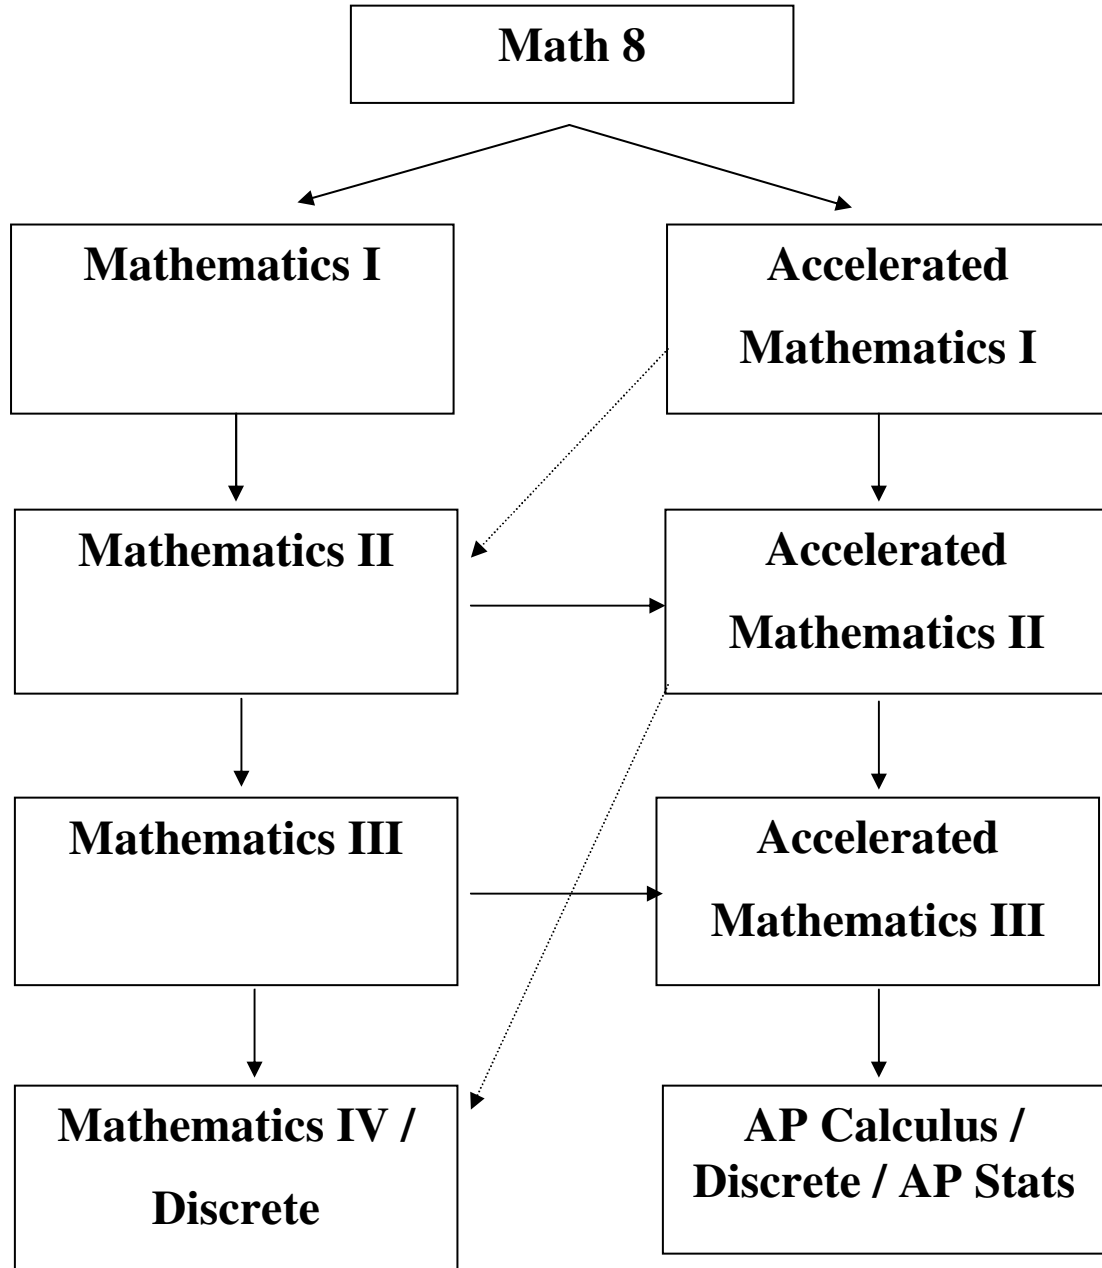 Math 8
Mathematics I
Accelerated
Mathematics I
Mathematics II
Accelerated
Mathematics II
Mathematics III
Accelerated
Mathematics III
Mathematics IV /
Discrete
AP Calculus /
Discrete / AP Stats